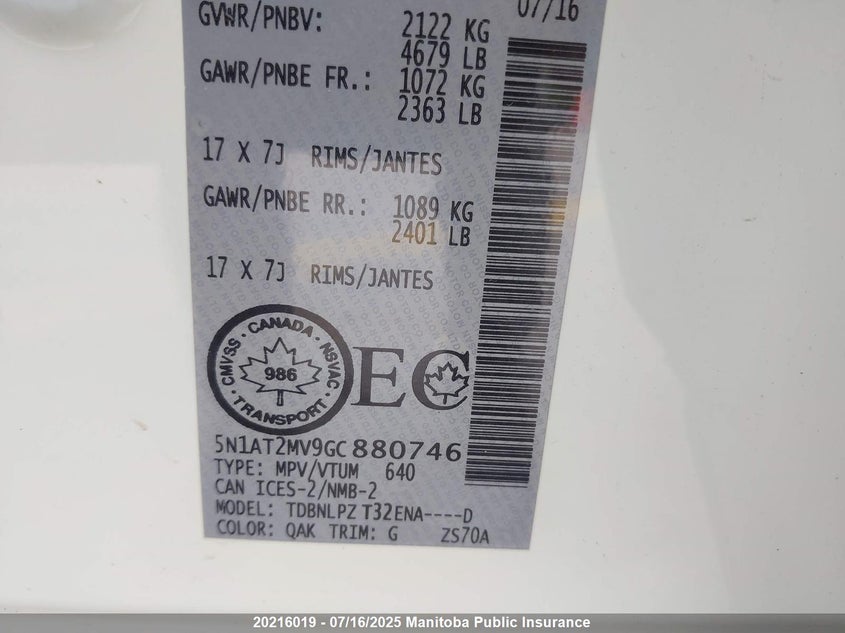 07/16
GVWR/PNBV: 2122 KG
4679 LB
GAWR/PNBE FR.: 1072 KG
2363 LB
17 X 7J RIMS/JANTES
GAWR/PNBE RR.: 1089 KG
2401 LB
17 X 7J RIMS/JANTES
CMVSS · CANADA · NSVAC · TRANSPORT ·
986
EC
5N1AT2MV9GC880746
TYPE: MPV/VTUM 640
CAN ICES-2/NMB-2
MODEL: TDBNLPZ T32ENA----D
COLOR: QAK TRIM: G ZS70A
20216019 - 07/16/2025 Manitoba Public Insurance